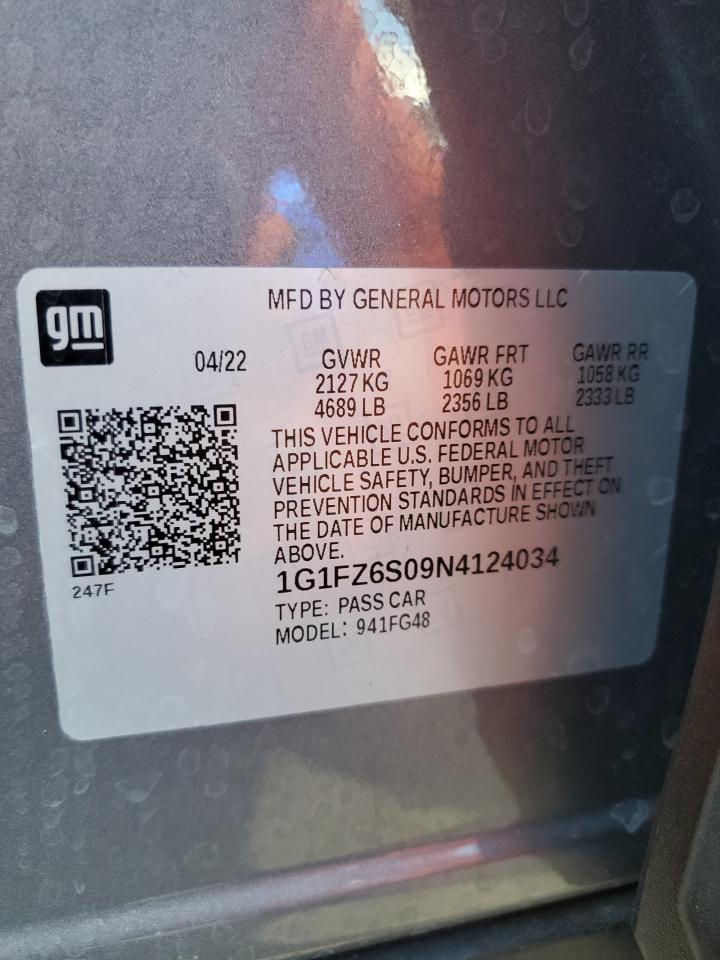 gm
MFD BY GENERAL MOTORS LLC
04/22
GVWR
2127 KG
4689 LB
GAWR FRT
1069 KG
2356 LB
GAWR RR
1058 KG
2333 LB
THIS VEHICLE CONFORMS TO ALL
APPLICABLE U.S. FEDERAL MOTOR
VEHICLE SAFETY, BUMPER, AND THEFT
PREVENTION STANDARDS IN EFFECT ON
THE DATE OF MANUFACTURE SHOWN
ABOVE.
1G1FZ6S09N4124034
TYPE: PASS CAR
MODEL: 941FG48
247F